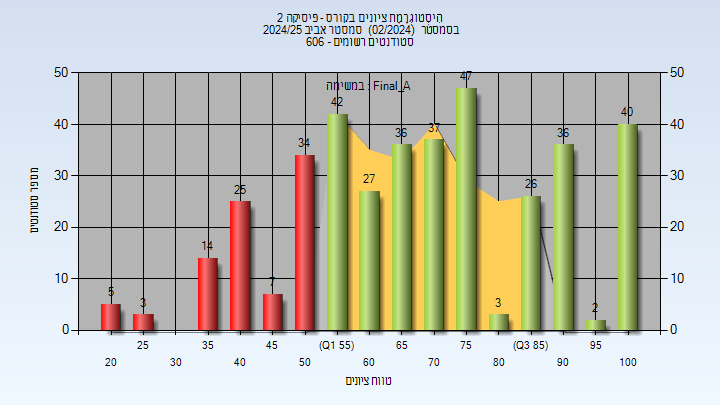 היסטוגרמת ציונים בקורס - פיסיקה 2
בסמסטר (02/2024) סמסטר אביב 2024/25
סטודנטים רשומים - 606
במשימה : Final_A
מספר סטודנטים
50 40 30 20 10 0
50 40 30 20 10 0
5 3 14 25 7 34 42 27 36 37 47 3 26 36 2 40
25 35 45 (Q1 55) 65 75 (Q3 85) 90 95
20 30 40 50 60 70 80 90 100
טווח ציונים